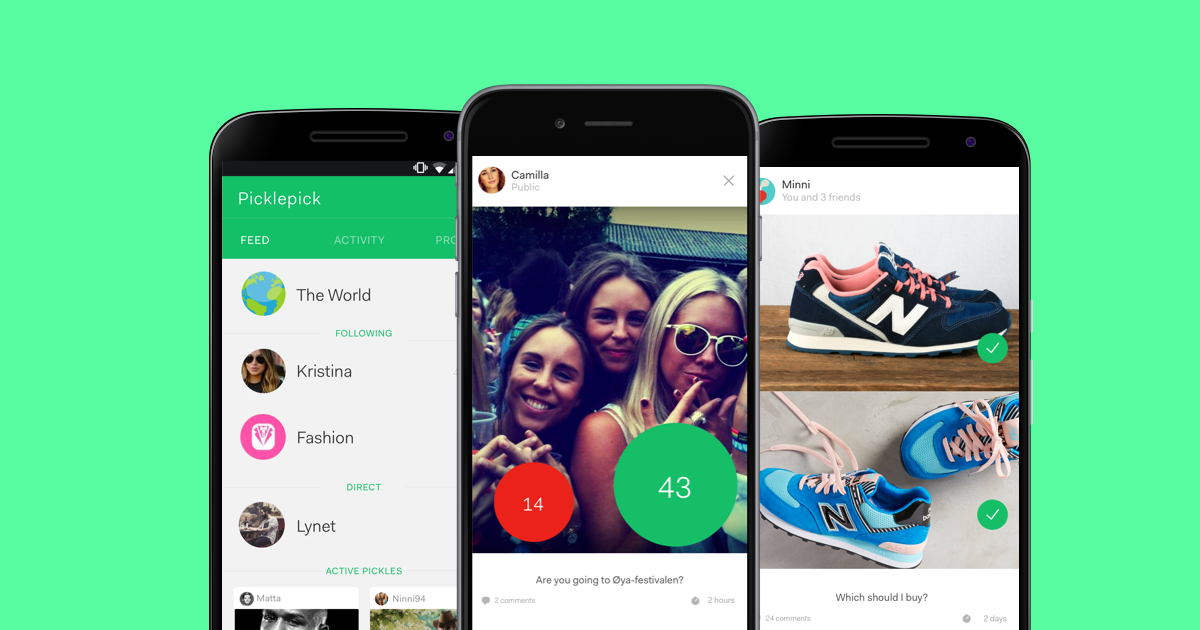 Picklepick
FEED ACTIVITY PRO
The World
FOLLOWING
Kristina
Fashion
DIRECT
Lynet
ACTIVE PICKLES
Matta Ninni94
Camilla
Public
14
43
Are you going to Øya-festivalen?
2 comments 2 hours
Minni
You and 3 friends
N
N
Which should I buy?
24 comments 2 days